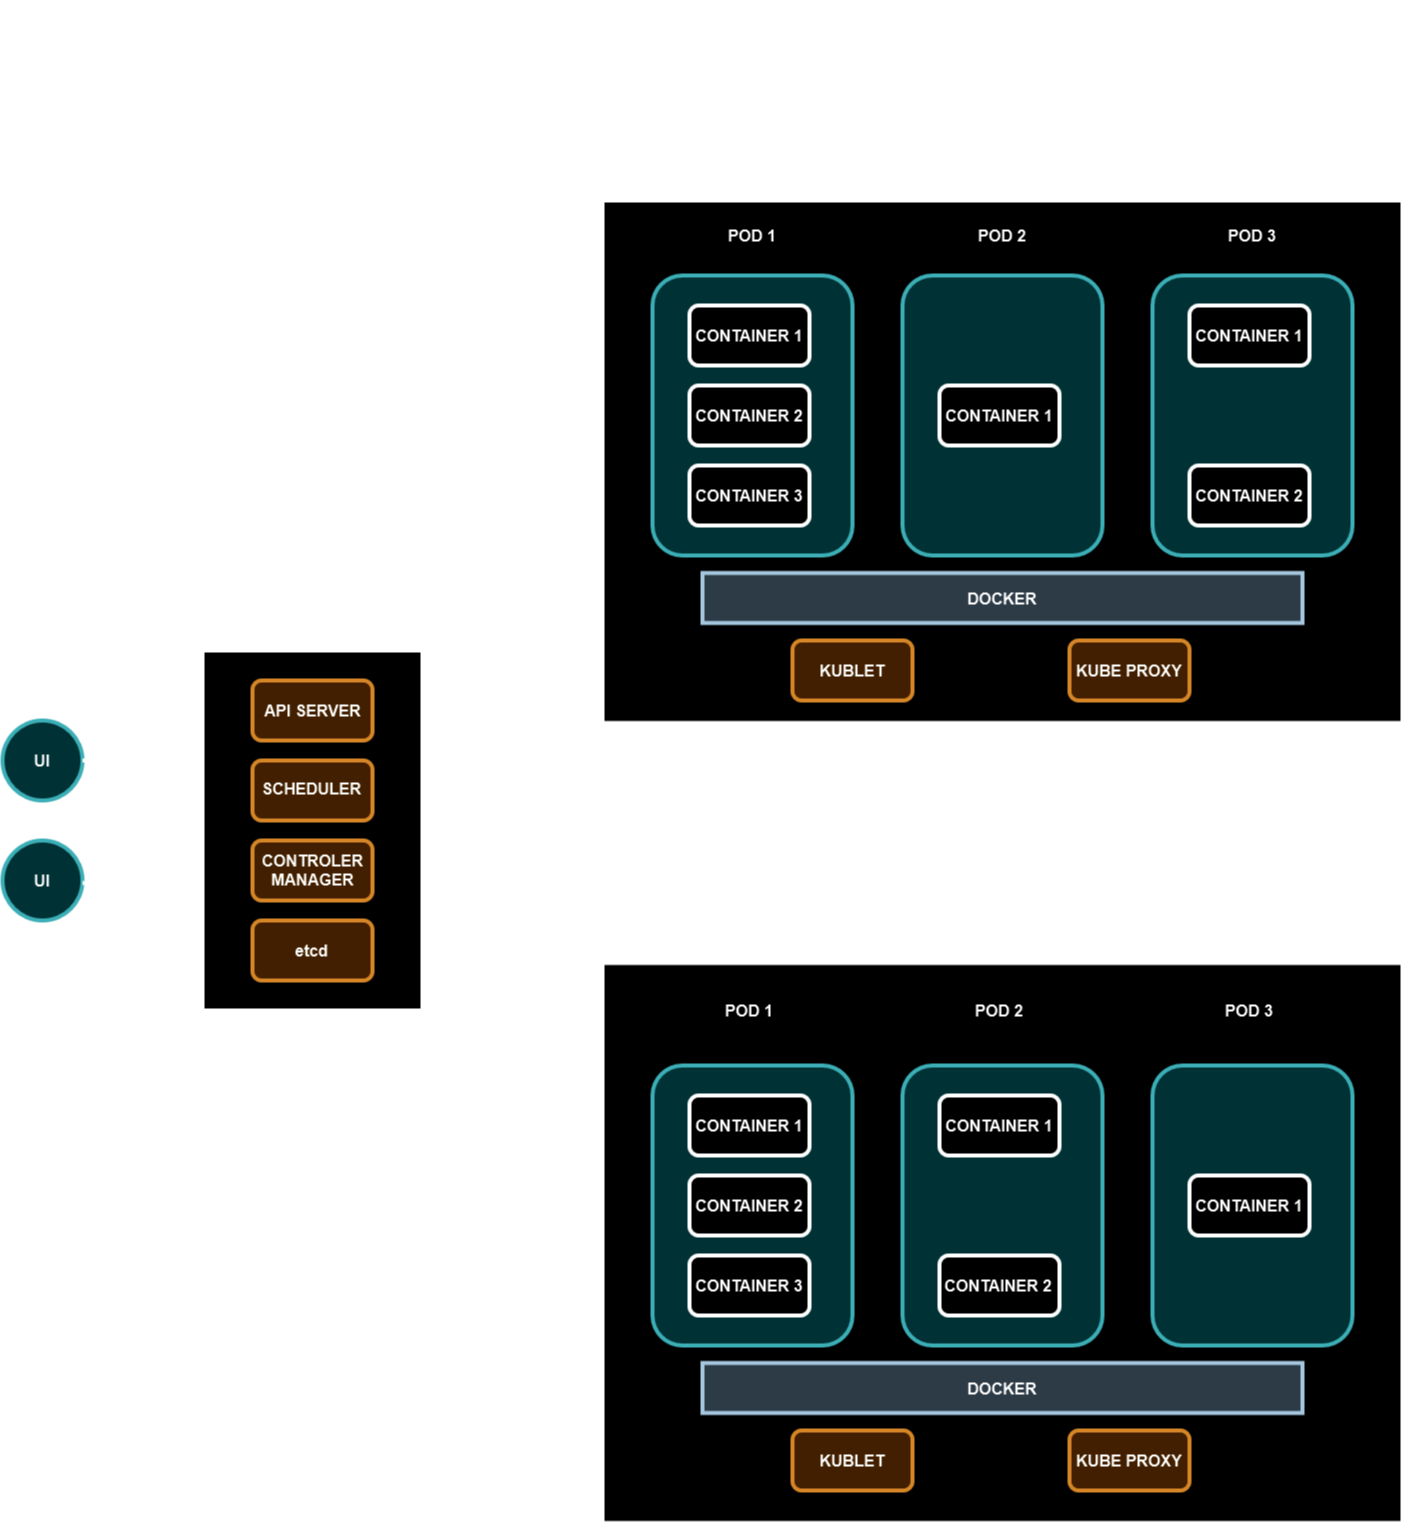 POD 1
POD 2
POD 3
CONTAINER 1
CONTAINER 2
CONTAINER 3
CONTAINER 1
CONTAINER 1
CONTAINER 2
DOCKER
KUBLET
KUBE PROXY
UI
UI
API SERVER
SCHEDULER
CONTROLER
MANAGER
etcd
POD 1
POD 2
POD 3
CONTAINER 1
CONTAINER 2
CONTAINER 3
CONTAINER 1
CONTAINER 2
CONTAINER 1
DOCKER
KUBLET
KUBE PROXY